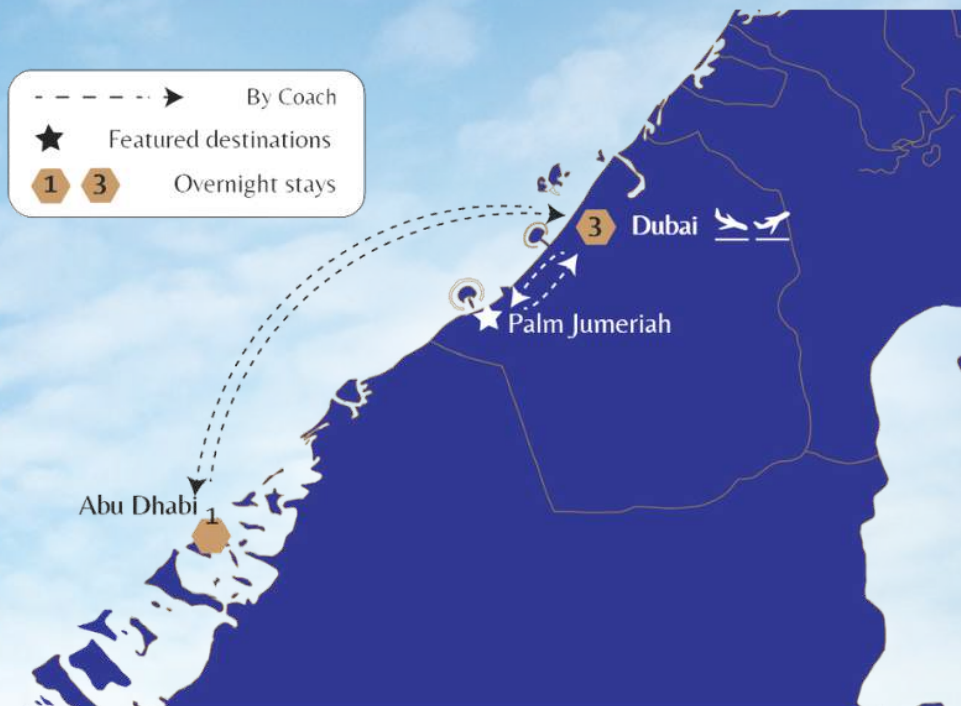 By Coach
Featured destinations
1 3 Overnight stays
3 Dubai
Palm Jumeriah
Abu Dhabi
1